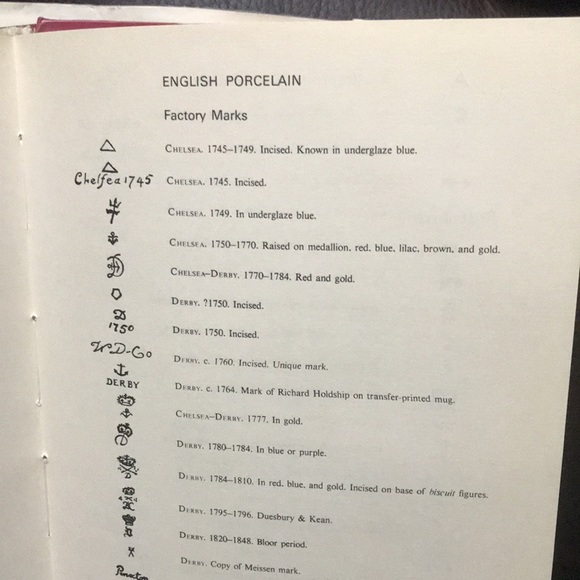 ENGLISH PORCELAIN
Factory Marks
CHELSEA. 1745–1749. Incised. Known in underglaze blue.
Chelfea 1745 CHELSEA. 1745. Incised.
CHELSEA. 1749. In underglaze blue.
CHELSEA. 1750–1770. Raised on medallion, red, blue, lilac, brown, and gold.
CHELSEA–DERBY. 1770–1784. Red and gold.
DERBY. ?1750. Incised.
D
1750 DERBY. 1750. Incised.
DERBY. c. 1760. Incised. Unique mark.
DERBY DERBY. c. 1764. Mark of Richard Holdship on transfer-printed mug.
CHELSEA–DERBY. 1777. In gold.
DERBY. 1780–1784. In blue or purple.
DERBY. 1784–1810. In red, blue, and gold. Incised on base of biscuit figures.
DERBY. 1795–1796. Duesbury & Kean.
DERBY. 1820–1848. Bloor period.
DERBY. Copy of Meissen mark.